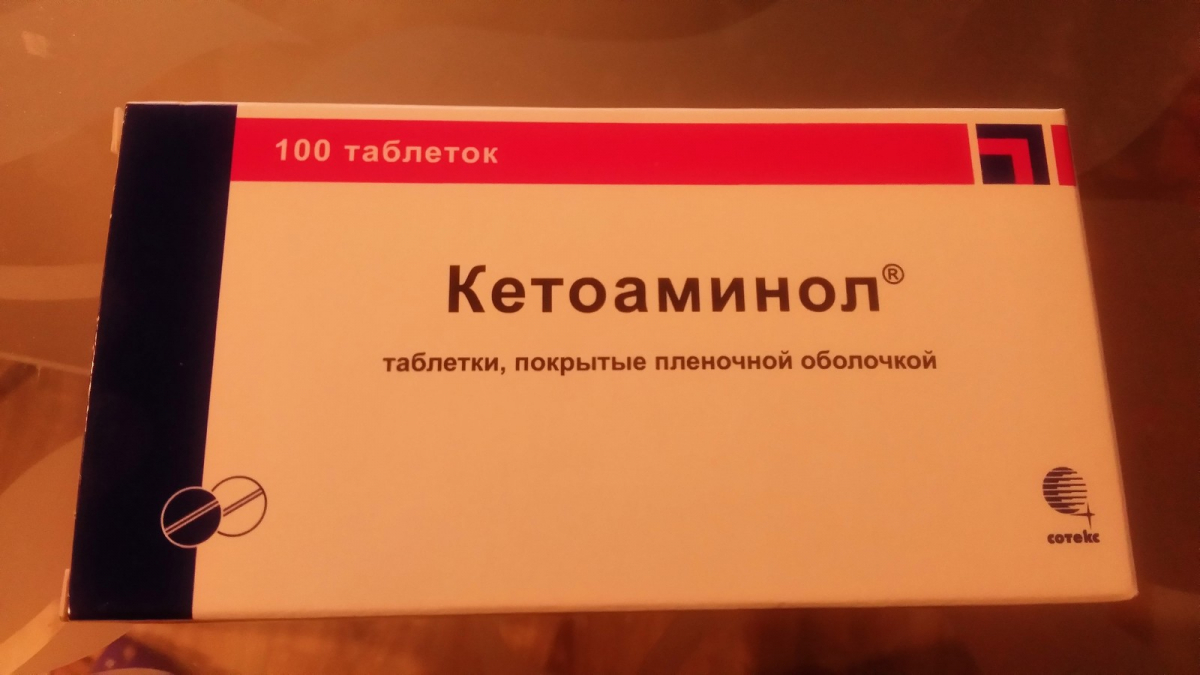 100 таблеток
Кетоаминол®
таблетки, покрытые пленочной оболочкой
сотекс